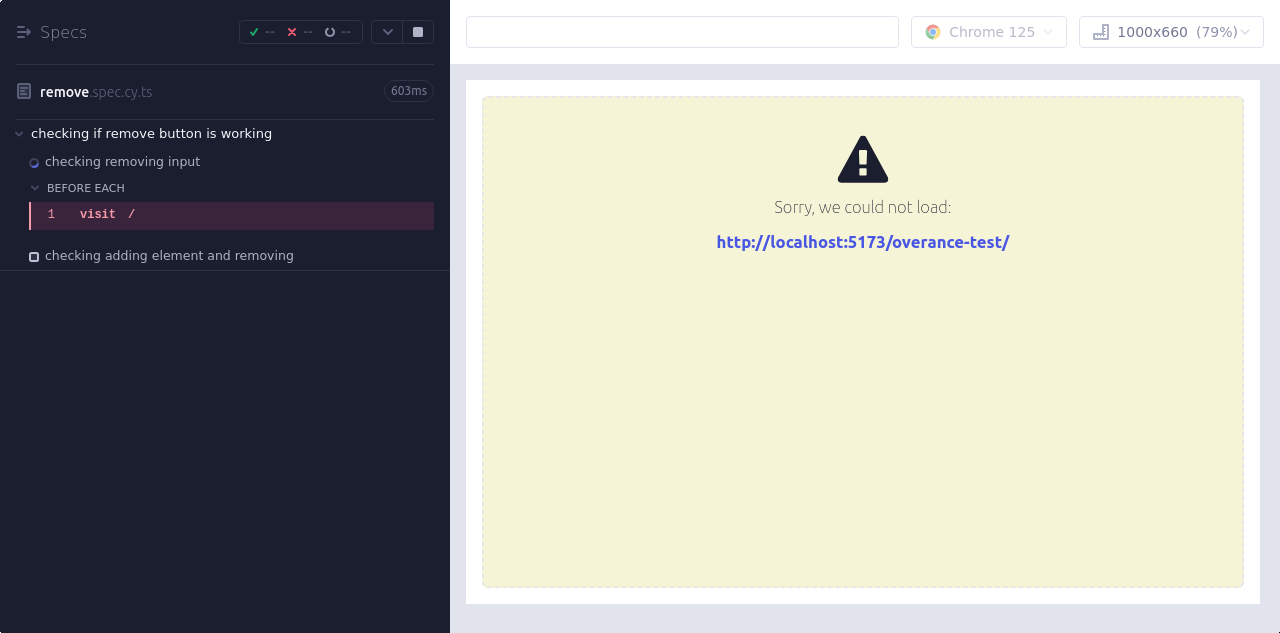 Specs
--
--
--
Chrome 125
1000x660 (79%)
remove.spec.cy.ts
603ms
checking if remove button is working
checking removing input
BEFORE EACH
1 visit /
checking adding element and removing
Sorry, we could not load:
http://localhost:5173/overance-test/